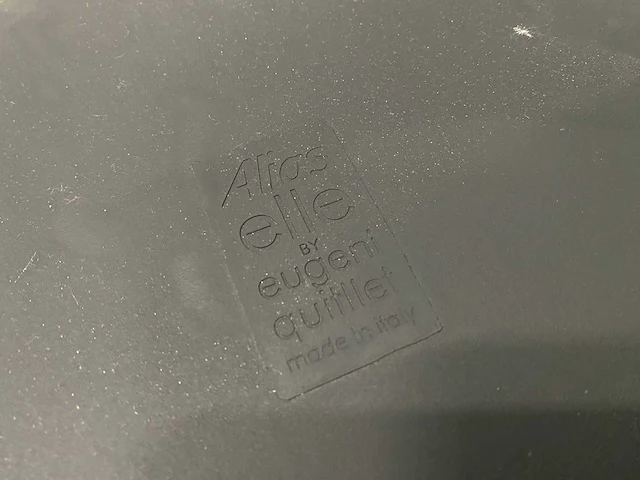 Alias
elle
BY
eugeni
quitllet
made in italy